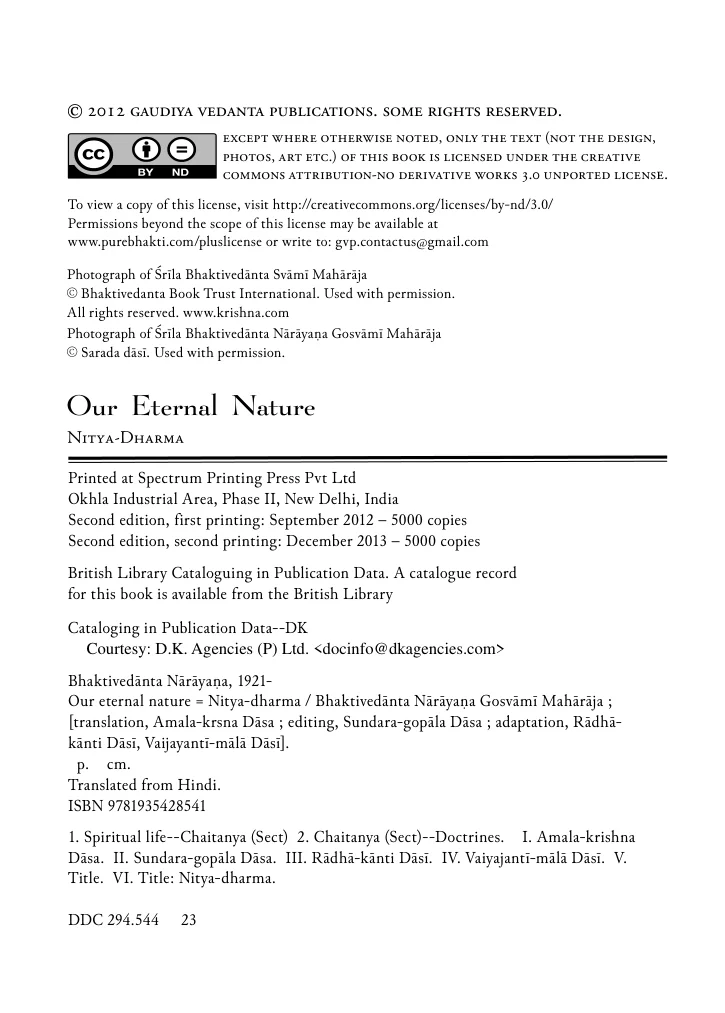 © 2012 GAUDIYA VEDANTA PUBLICATIONS. SOME RIGHTS RESERVED.
cc BY ND
EXCEPT WHERE OTHERWISE NOTED, ONLY THE TEXT (NOT THE DESIGN,
PHOTOS, ART ETC.) OF THIS BOOK IS LICENSED UNDER THE CREATIVE
COMMONS ATTRIBUTION-NO DERIVATIVE WORKS 3.0 UNPORTED LICENSE.
To view a copy of this license, visit http://creativecommons.org/licenses/by-nd/3.0/
Permissions beyond the scope of this license may be available at
www.purebhakti.com/pluslicense or write to: gvp.contactus@gmail.com
Photograph of Śrīla Bhaktivedānta Svāmī Mahārāja
© Bhaktivedanta Book Trust International. Used with permission.
All rights reserved. www.krishna.com
Photograph of Śrīla Bhaktivedānta Nārāyaṇa Gosvāmī Mahārāja
© Sarada dāsī. Used with permission.
Our Eternal Nature
NITYA-DHARMA
Printed at Spectrum Printing Press Pvt Ltd
Okhla Industrial Area, Phase II, New Delhi, India
Second edition, first printing: September 2012 – 5000 copies
Second edition, second printing: December 2013 – 5000 copies
British Library Cataloguing in Publication Data. A catalogue record
for this book is available from the British Library
Cataloging in Publication Data--DK
Courtesy: D.K. Agencies (P) Ltd. <docinfo@dkagencies.com>
Bhaktivedānta Nārāyaṇa, 1921-
Our eternal nature = Nitya-dharma / Bhaktivedānta Nārāyaṇa Gosvāmī Mahārāja ;
[translation, Amala-krsna Dāsa ; editing, Sundara-gopāla Dāsa ; adaptation, Rādhā-
kānti Dāsī, Vaijayantī-mālā Dāsī].
p. cm.
Translated from Hindi.
ISBN 9781935428541
1. Spiritual life--Chaitanya (Sect) 2. Chaitanya (Sect)--Doctrines. I. Amala-krishna
Dāsa. II. Sundara-gopāla Dāsa. III. Rādhā-kānti Dāsī. IV. Vaiyajantī-mālā Dāsī. V.
Title. VI. Title: Nitya-dharma.
DDC 294.544 23